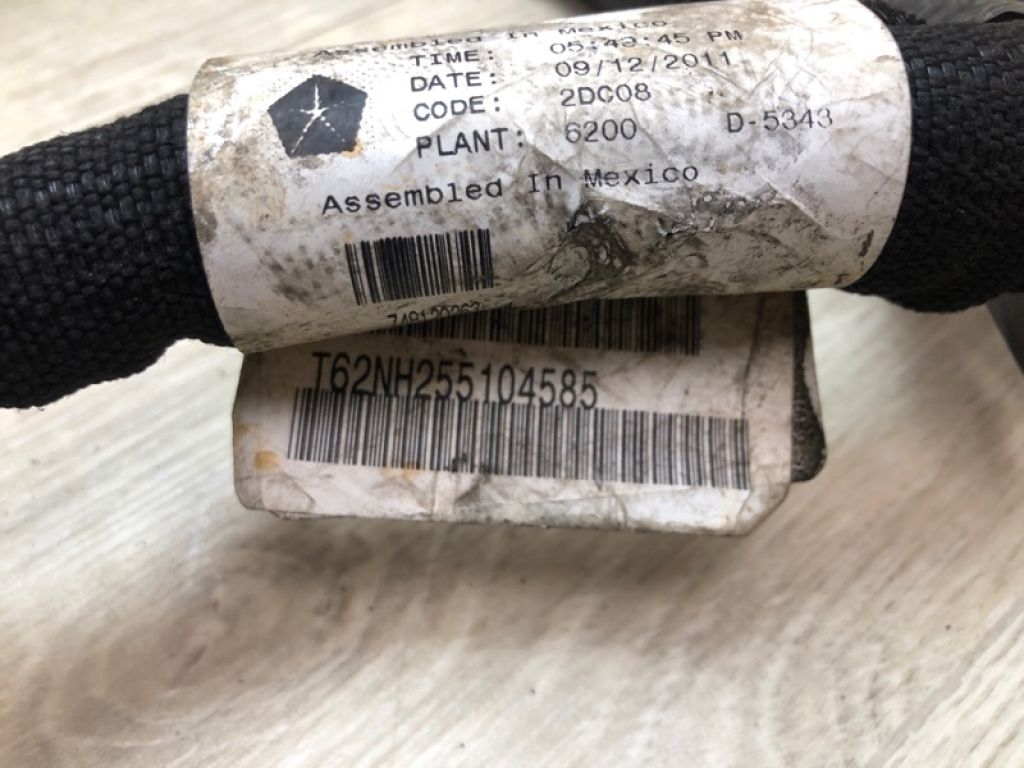 Assembled In Mexico
TIME: 05:43:45 PM
DATE: 09/12/2011
CODE: 2DC08
PLANT: 6200 D-5343
Assembled In Mexico
T62NH255104585